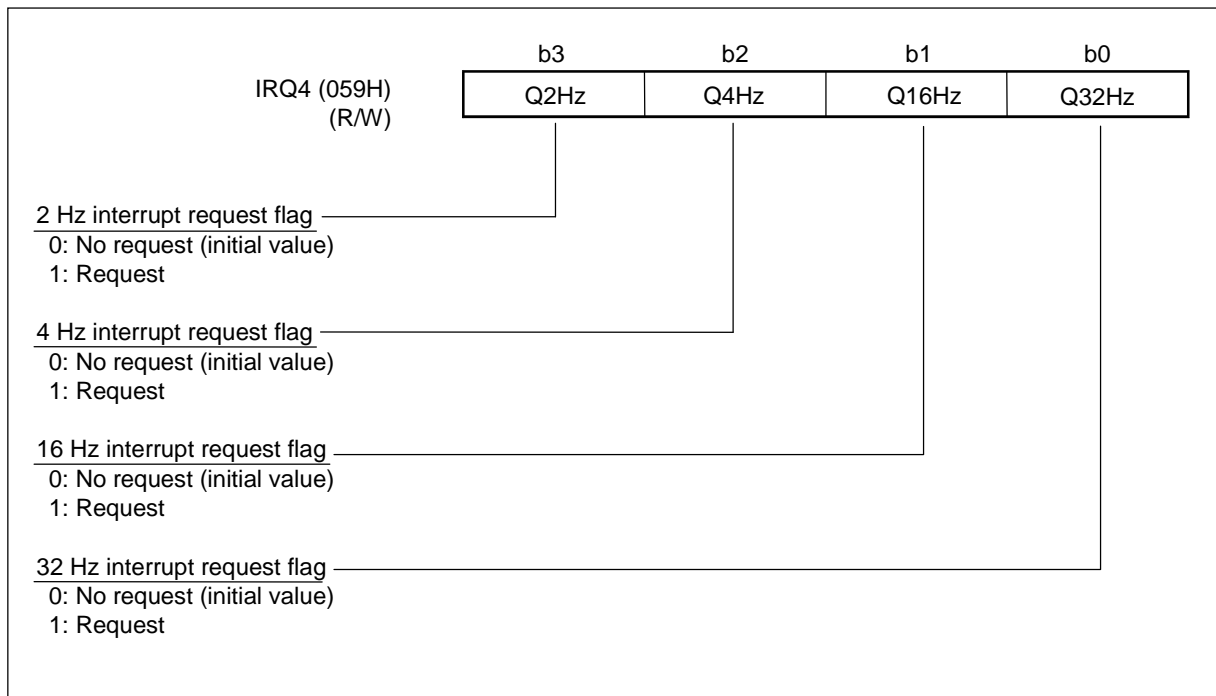 b3 b2 b1 b0
IRQ4 (059H) Q2Hz Q4Hz Q16Hz Q32Hz
(R/W)
2 Hz interrupt request flag
0: No request (initial value)
1: Request
4 Hz interrupt request flag
0: No request (initial value)
1: Request
16 Hz interrupt request flag
0: No request (initial value)
1: Request
32 Hz interrupt request flag
0: No request (initial value)
1: Request